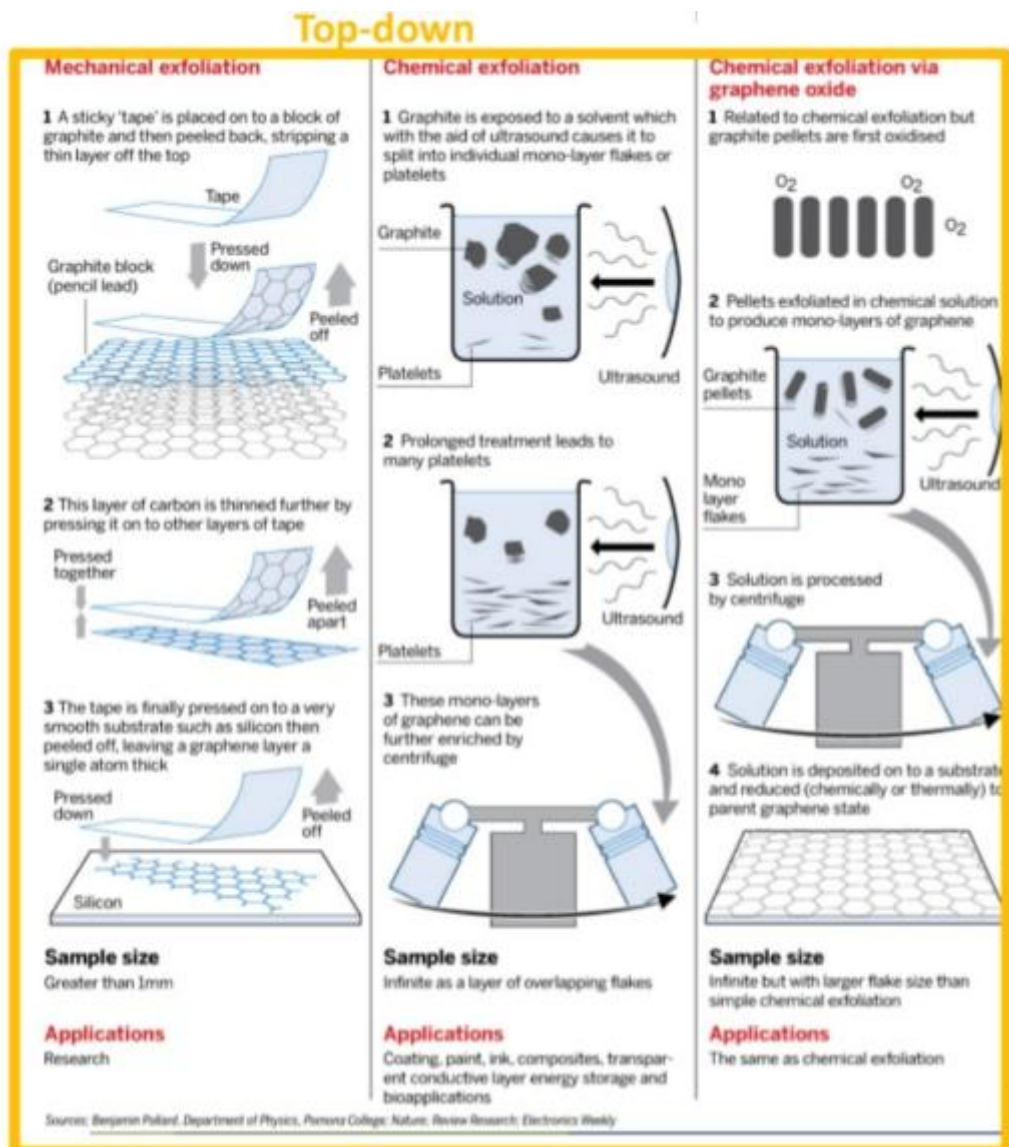 Top-down
Mechanical exfoliation
1 A sticky 'tape' is placed on to a block of
graphite and then peeled back, stripping a
thin layer off the top
Tape
Pressed
down
Graphite block
(pencil lead)
Peeled
off
2 This layer of carbon is thinned further by
pressing it on to other layers of tape
Pressed
together
Peeled
apart
3 The tape is finally pressed on to a very
smooth substrate such as silicon then
peeled off, leaving a graphene layer a
single atom thick
Pressed
down
Peeled
off
Silicon
Sample size
Greater than 1mm
Applications
Research
Chemical exfoliation
1 Graphite is exposed to a solvent which
with the aid of ultrasound causes it to
split into individual mono-layer flakes or
platelets
Graphite
Solution
Platelets
Ultrasound
2 Prolonged treatment leads to
many platelets
Ultrasound
Platelets
3 These mono-layers
of graphene can be
further enriched by
centrifuge
Sample size
Infinite as a layer of overlapping flakes
Applications
Coating, paint, ink, composites, transpar-
ent conductive layer energy storage and
bioapplications
Chemical exfoliation via
graphene oxide
1 Related to chemical exfoliation but
graphite pellets are first oxidised
O2
O2
O2
2 Pellets exfoliated in chemical solution
to produce mono-layers of graphene
Graphite
pellets
Solution
Mono
layer
flakes
Ultrasound
3 Solution is processed
by centrifuge
4 Solution is deposited on to a substrate
and reduced (chemically or thermally) to
parent graphene state
Sample size
Infinite but with larger flake size than
simple chemical exfoliation
Applications
The same as chemical exfoliation
Sources: Benjamin Pollard, Department of Physics, Pomona College; Nature; Review Research; Electronics Weekly